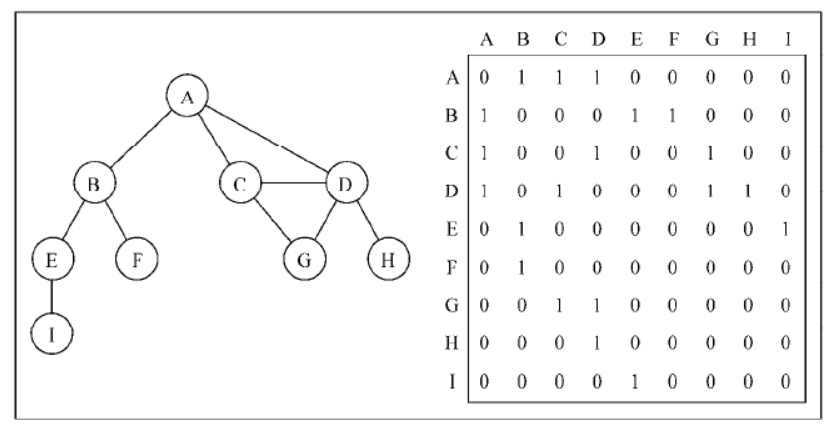 A
B
C
D
E
F
G
H
I
A B C D E F G H I
A 0 1 1 1 0 0 0 0 0
B 1 0 0 0 1 1 0 0 0
C 1 0 0 1 0 0 1 0 0
D 1 0 1 0 0 0 1 1 0
E 0 1 0 0 0 0 0 0 1
F 0 1 0 0 0 0 0 0 0
G 0 0 1 1 0 0 0 0 0
H 0 0 0 1 0 0 0 0 0
I 0 0 0 0 1 0 0 0 0